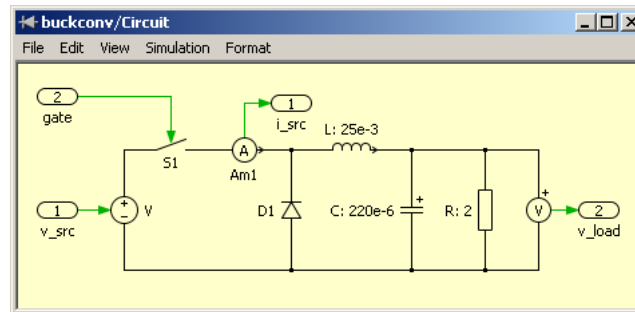 buckconv/Circuit
File Edit View Simulation Format
2
gate
1
i_src
L: 25e-3
S1
A
Am1
1
v_src
+
−
V
D1
C: 220e-6
+
R: 2
+
V
2
v_load